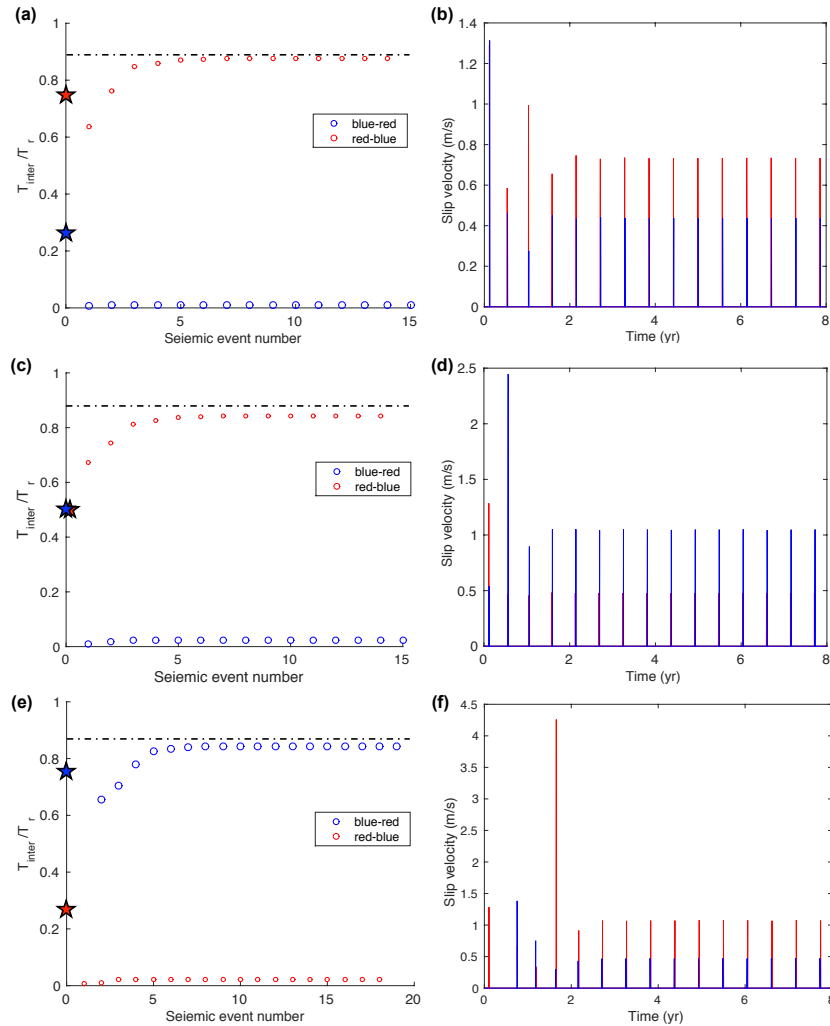 (a)
1
0.8
0.6
0.4
0.2
0
T_inter/T_r
blue-red
red-blue
0 5 10 15
Seiemic event number
(b)
1.4
1.2
1
0.8
0.6
0.4
0.2
0
Slip velocity (m/s)
0 2 4 6 8
Time (yr)
(c)
1
0.8
0.6
0.4
0.2
0
T_inter/T_r
blue-red
red-blue
0 5 10 15
Seiemic event number
(d)
2.5
2
1.5
1
0.5
0
Slip velocity (m/s)
0 2 4 6 8
Time (yr)
(e)
1
0.8
0.6
0.4
0.2
0
T_inter/T_r
blue-red
red-blue
0 5 10 15 20
Seiemic event number
(f)
4.5
4
3.5
3
2.5
2
1.5
1
0.5
0
Slip velocity (m/s)
0 2 4 6 8
Time (yr)